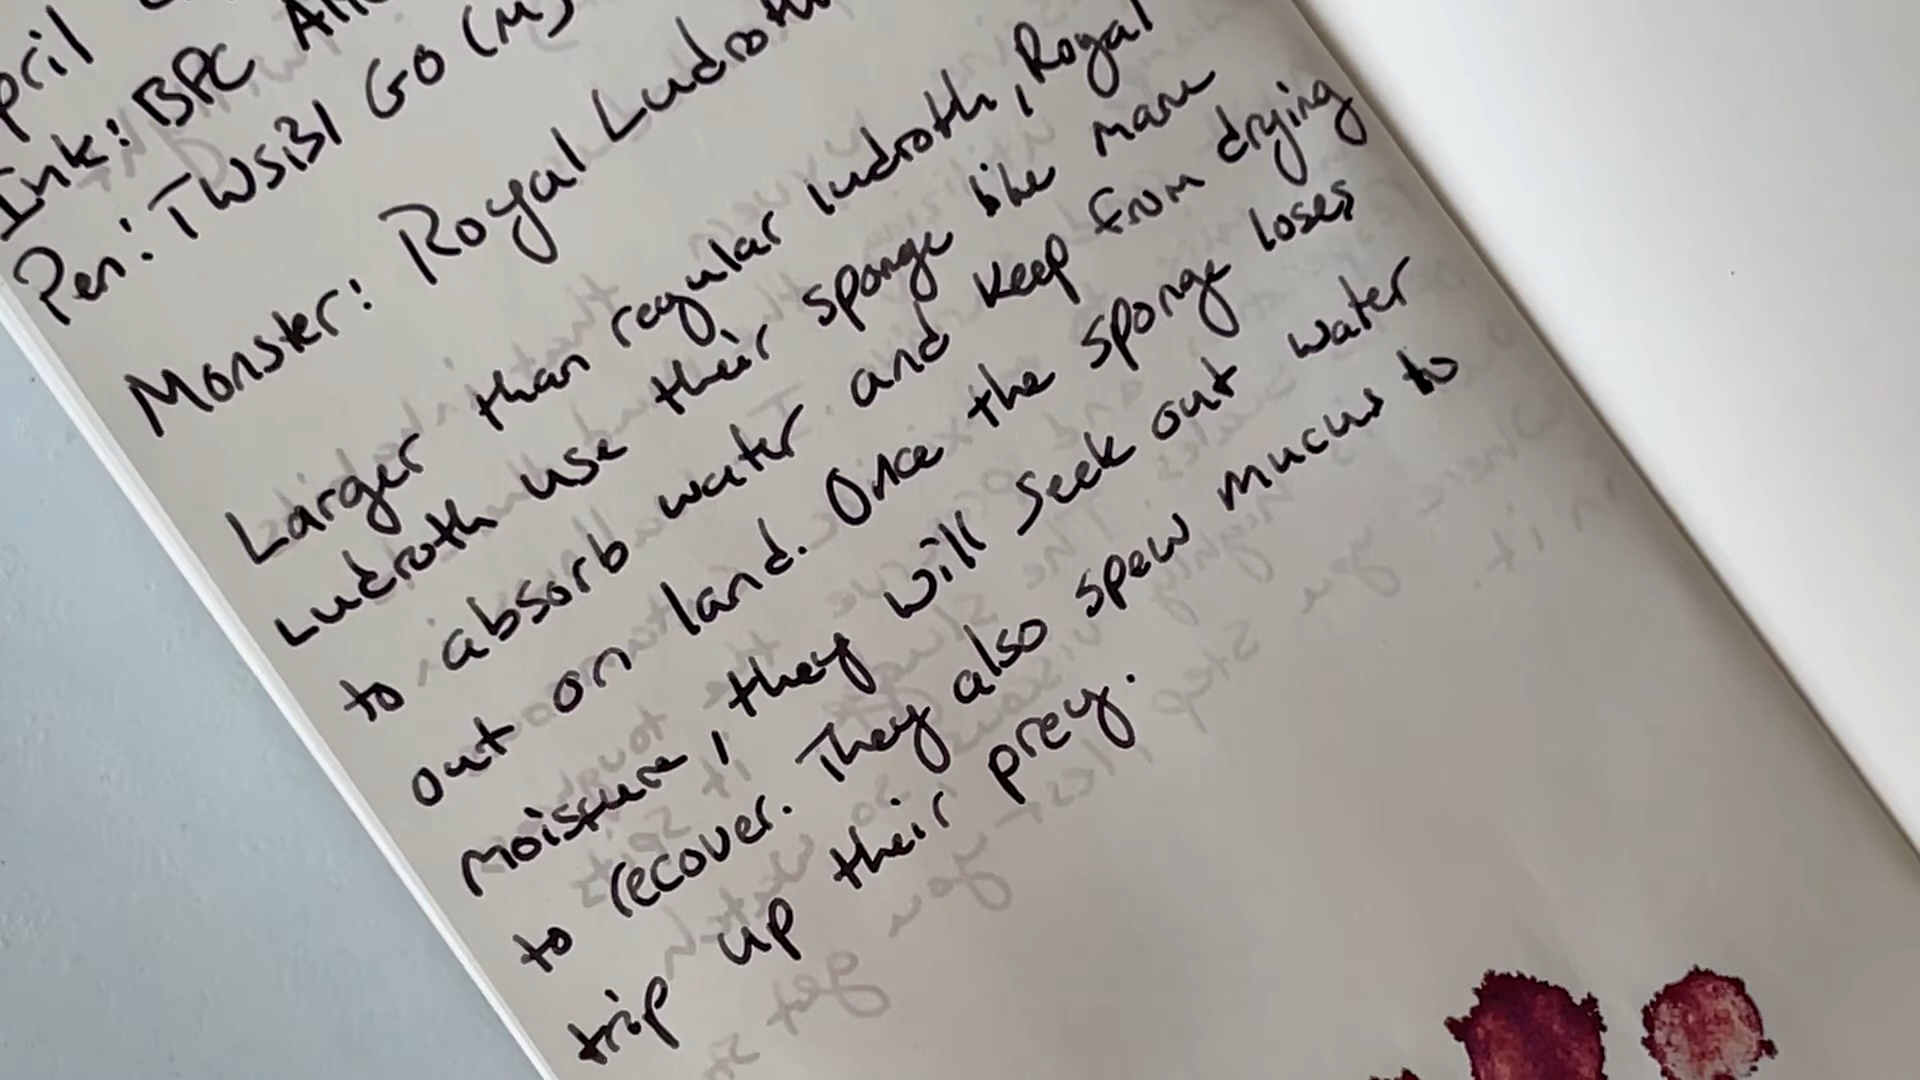 April
Ink: BPC
Pen: TWSBI GO (M)
Monster: Royal Ludroth
Larger than regular ludroth, Royal
Ludroth use their sponge like mane
to absorb water and keep from drying
out on land. Once the sponge loses
moisture, they will seek out water
to recover. They also spew mucus to
trip up their prey.